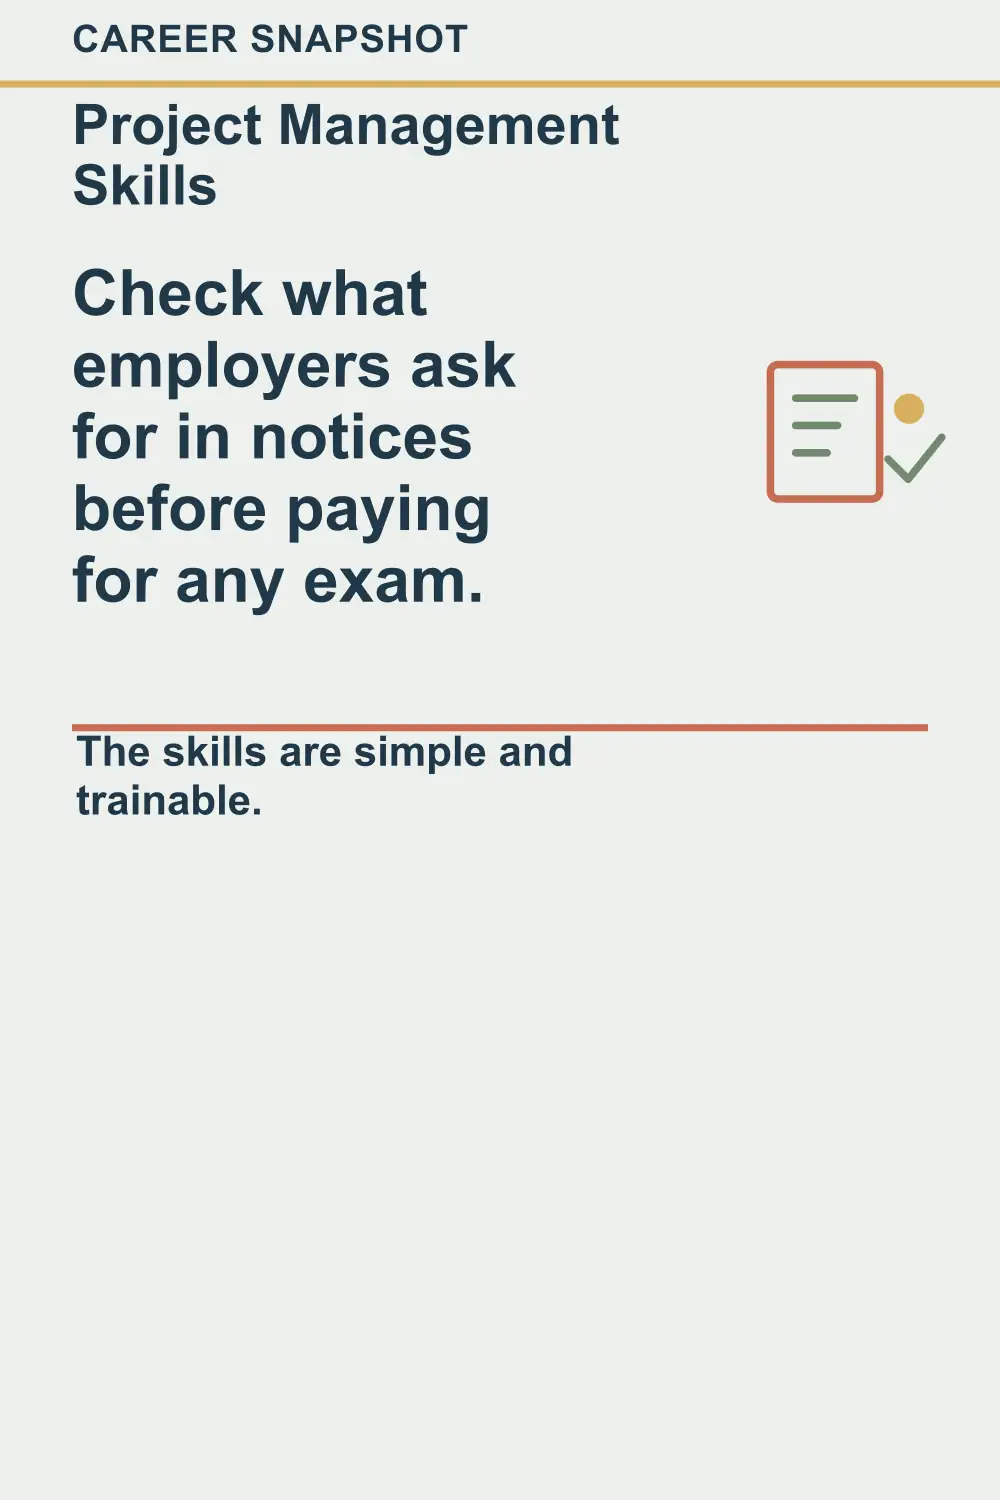 CAREER SNAPSHOT
Project Management
Skills
Check what
employers ask
for in notices
before paying
for any exam.
The skills are simple and
trainable.